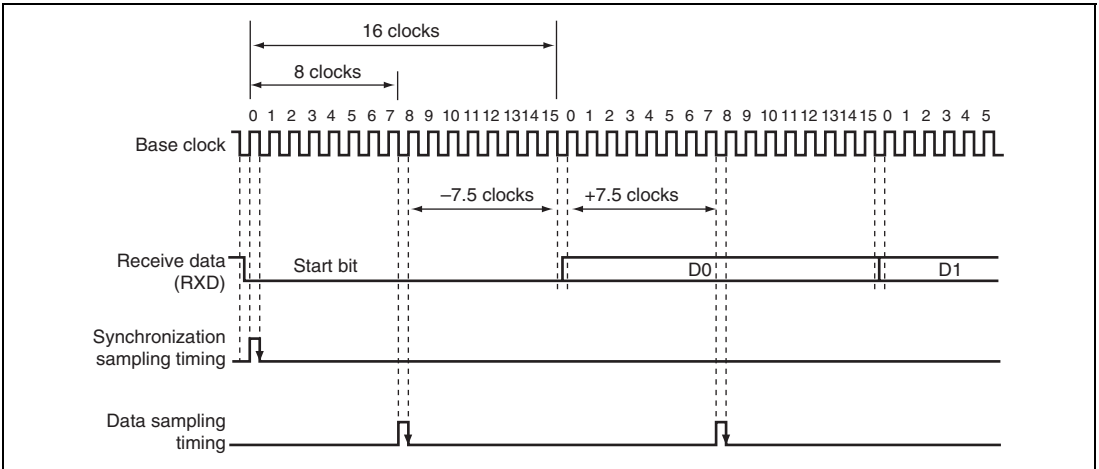 16 clocks
8 clocks
0 1 2 3 4 5 6 7 8 9 10 11 12 13 14 15 0 1 2 3 4 5 6 7 8 9 10 11 12 13 14 15 0 1 2 3 4 5
Base clock
–7.5 clocks +7.5 clocks
Receive data
(RXD)
Start bit D0 D1
Synchronization
sampling timing
Data sampling
timing